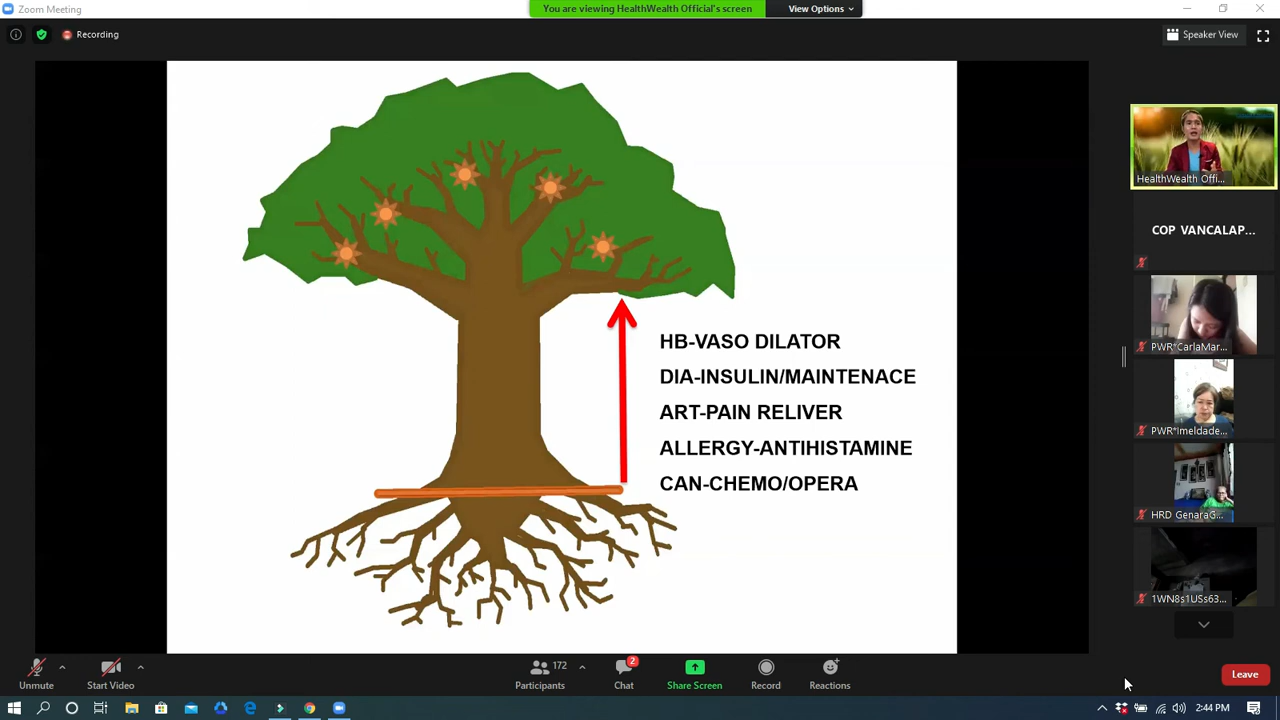 Zoom Meeting
You are viewing HealthWealth Official's screen
View Options
Recording
Speaker View
HealthWealth Offi...
COP VANCALAP...
PWR*CarlaMar...
PWR*Imeldade...
HRD GenaraG...
1WN8s1USs63...
HB-VASO DILATOR
DIA-INSULIN/MAINTENACE
ART-PAIN RELIVER
ALLERGY-ANTIHISTAMINE
CAN-CHEMO/OPERA
172
2
Unmute
Start Video
Participants
Chat
Share Screen
Record
Reactions
Leave
2:44 PM